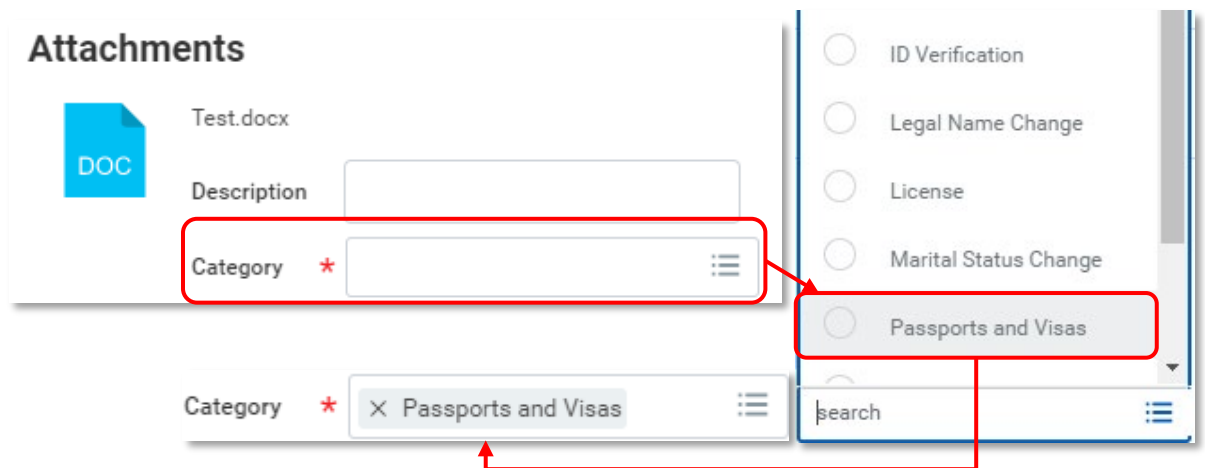 Attachments
Test.docx
DOC
Description
Category *
ID Verification
Legal Name Change
License
Marital Status Change
Passports and Visas
search
Category * × Passports and Visas